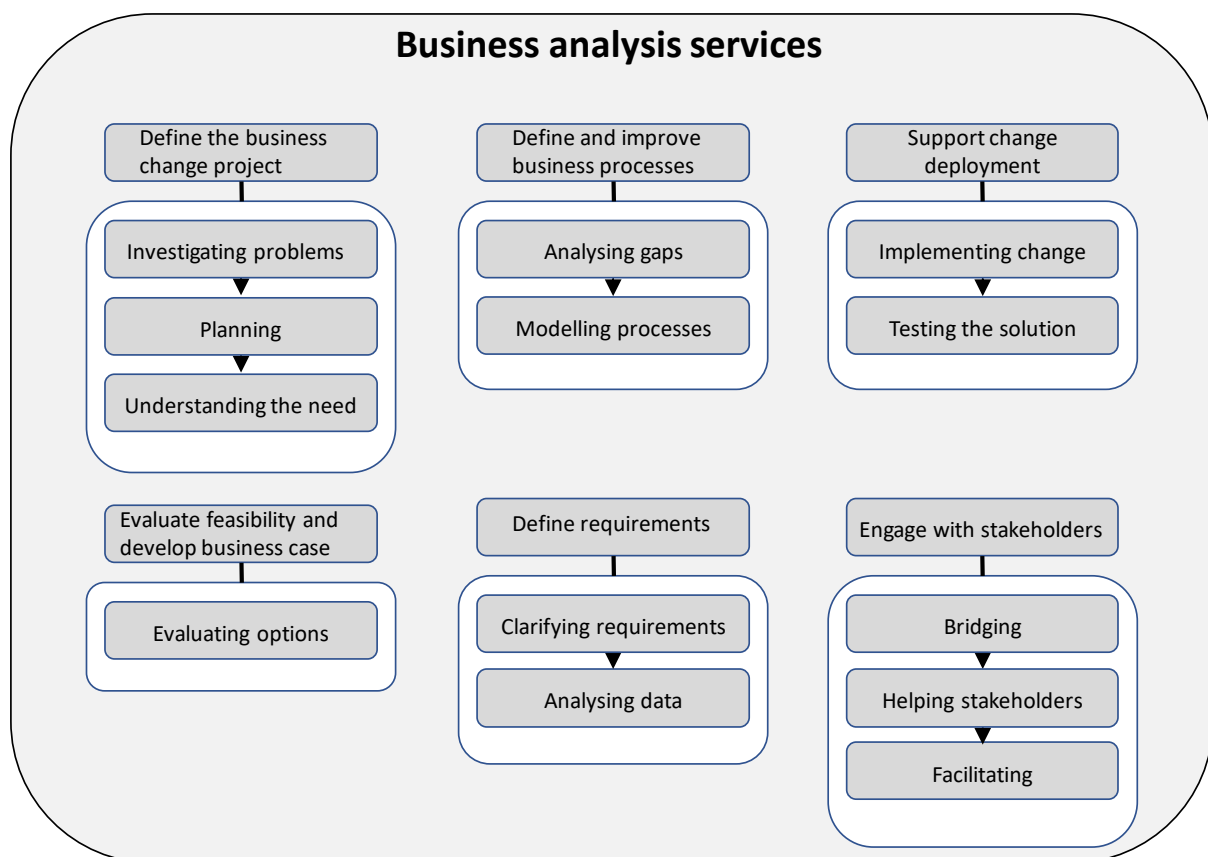 Business analysis services
Define the business
change project
Investigating problems
Planning
Understanding the need
Define and improve
business processes
Analysing gaps
Modelling processes
Support change
deployment
Implementing change
Testing the solution
Evaluate feasibility and
develop business case
Evaluating options
Define requirements
Clarifying requirements
Analysing data
Engage with stakeholders
Bridging
Helping stakeholders
Facilitating